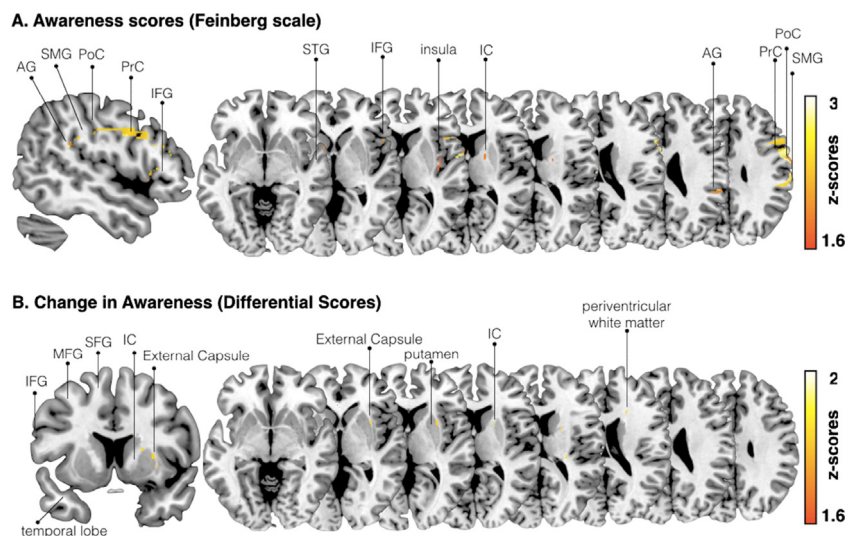 A. Awareness scores (Feinberg scale)
AG SMG PoC PrC IFG
STG IFG insula IC AG PrC PoC SMG
3
z-scores
1.6
B. Change in Awareness (Differential Scores)
IFG MFG SFG IC External Capsule
temporal lobe
External Capsule putamen IC
periventricular
white matter
2
z-scores
1.6